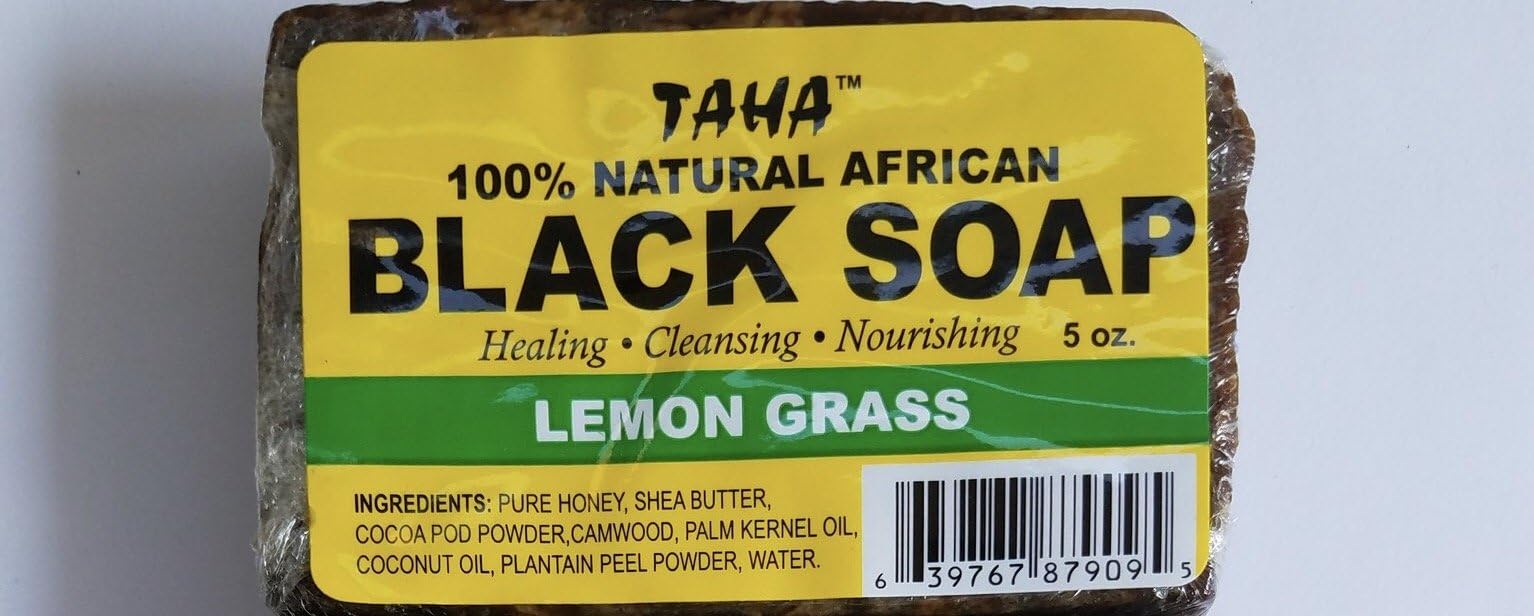 TAHA™
100% NATURAL AFRICAN
BLACK SOAP
Healing • Cleansing • Nourishing 5 oz.
LEMON GRASS
INGREDIENTS: PURE HONEY, SHEA BUTTER,
COCOA POD POWDER,CAMWOOD, PALM KERNEL OIL,
COCONUT OIL, PLANTAIN PEEL POWDER, WATER.
6 39767 87909 5